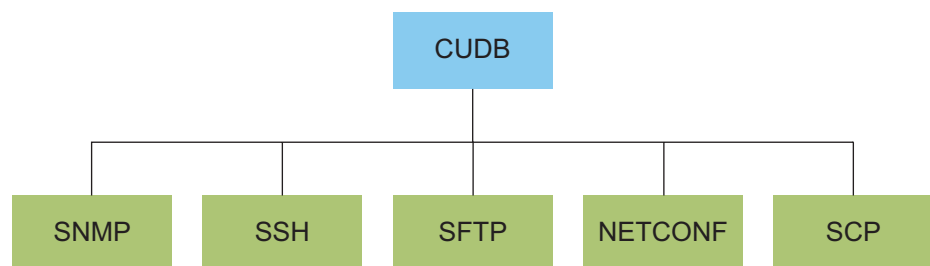 CUDB
SNMP
SSH
SFTP
NETCONF
SCP